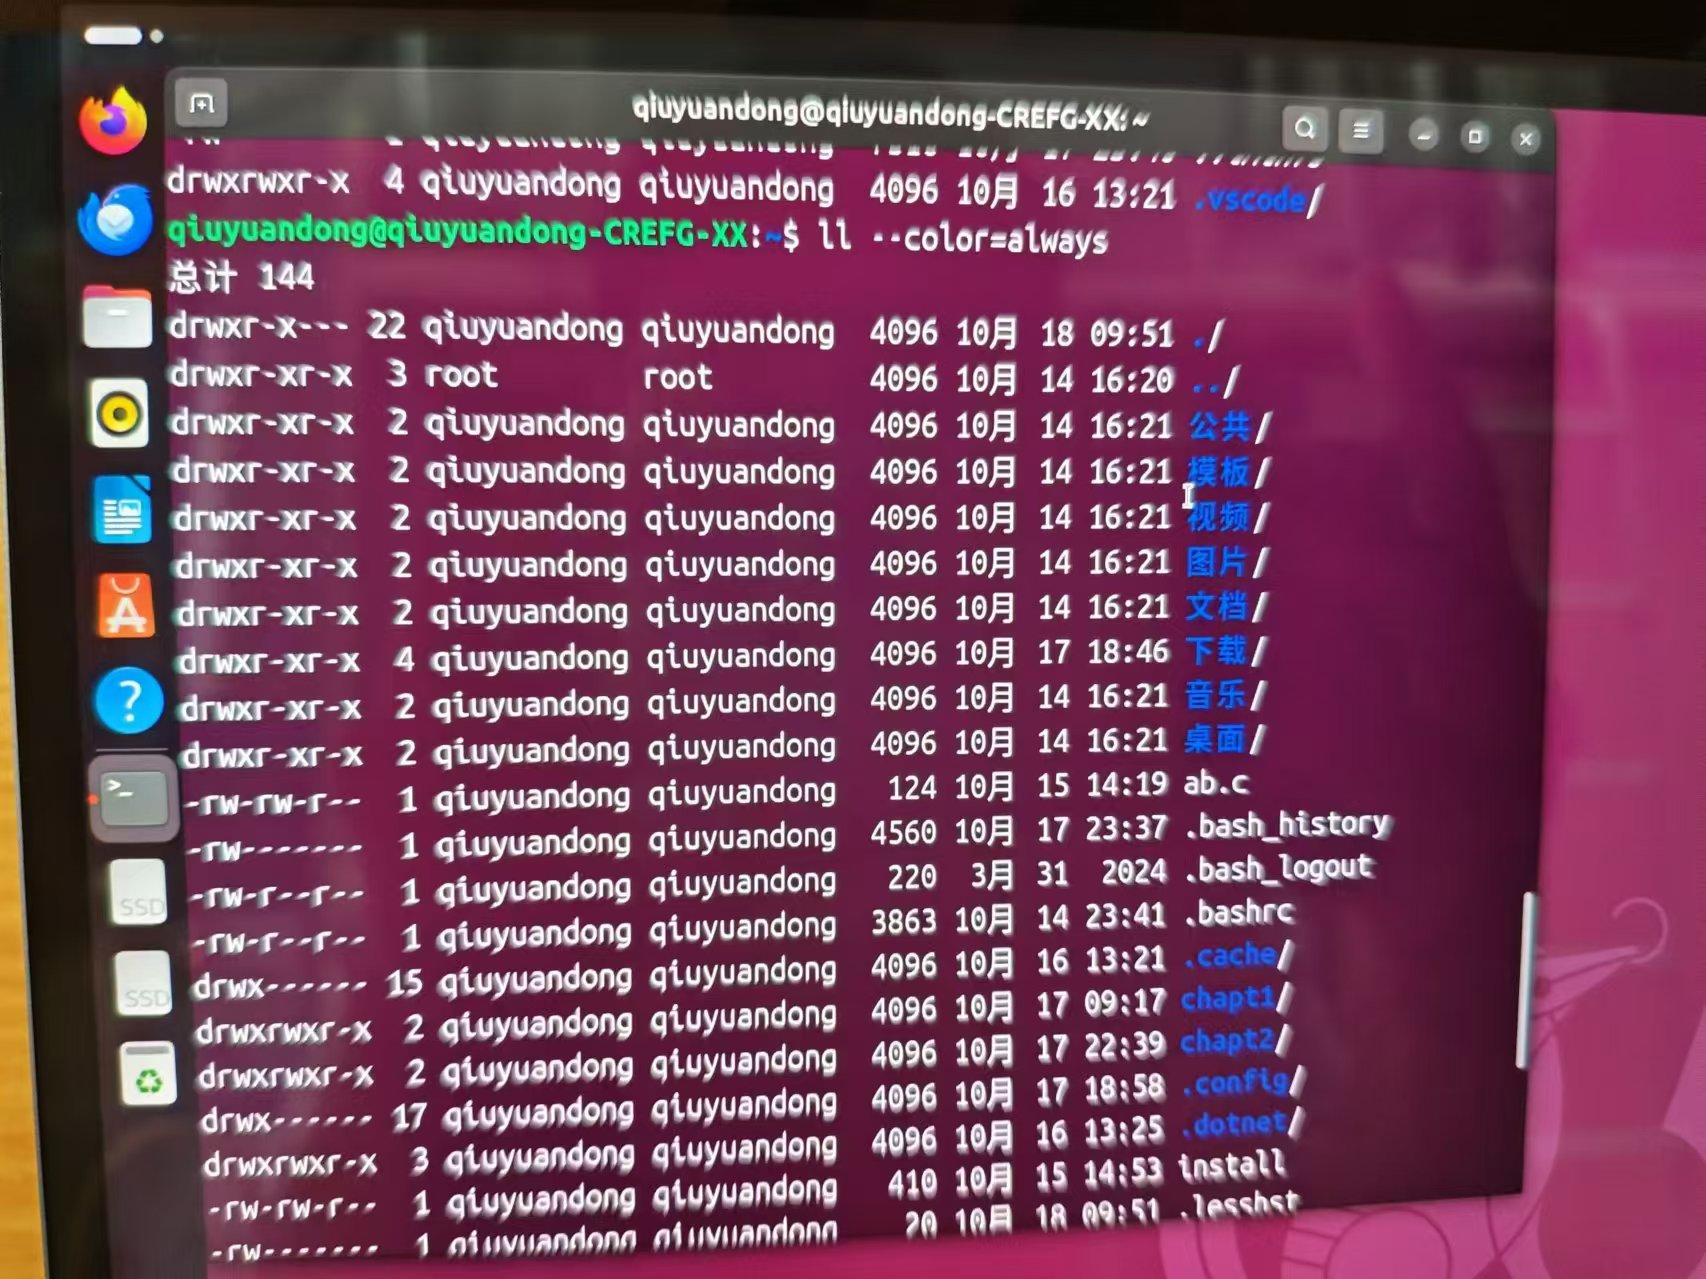 qiuyuandong@qiuyuandong-CREFG-XX: ~
drwxrwxr-x 4 qiuyuandong qiuyuandong 4096 10月 16 13:21 .vscode/
qiuyuandong@qiuyuandong-CREFG-XX:~$ ll --color=always
总计 144
drwxr-x--- 22 qiuyuandong qiuyuandong 4096 10月 18 09:51 ./
drwxr-xr-x 3 root root 4096 10月 14 16:20 ../
drwxr-xr-x 2 qiuyuandong qiuyuandong 4096 10月 14 16:21 公共/
drwxr-xr-x 2 qiuyuandong qiuyuandong 4096 10月 14 16:21 模板/
drwxr-xr-x 2 qiuyuandong qiuyuandong 4096 10月 14 16:21 视频/
drwxr-xr-x 2 qiuyuandong qiuyuandong 4096 10月 14 16:21 图片/
drwxr-xr-x 2 qiuyuandong qiuyuandong 4096 10月 14 16:21 文档/
drwxr-xr-x 4 qiuyuandong qiuyuandong 4096 10月 17 18:46 下载/
drwxr-xr-x 2 qiuyuandong qiuyuandong 4096 10月 14 16:21 音乐/
drwxr-xr-x 2 qiuyuandong qiuyuandong 4096 10月 14 16:21 桌面/
-rw-rw-r-- 1 qiuyuandong qiuyuandong 124 10月 15 14:19 ab.c
-rw------- 1 qiuyuandong qiuyuandong 4560 10月 17 23:37 .bash_history
-rw-r--r-- 1 qiuyuandong qiuyuandong 220 3月 31 2024 .bash_logout
-rw-r--r-- 1 qiuyuandong qiuyuandong 3863 10月 14 23:41 .bashrc
drwx------ 15 qiuyuandong qiuyuandong 4096 10月 16 13:21 .cache/
drwxrwxr-x 2 qiuyuandong qiuyuandong 4096 10月 17 09:17 chapt1/
drwxrwxr-x 2 qiuyuandong qiuyuandong 4096 10月 17 22:39 chapt2/
drwx------ 17 qiuyuandong qiuyuandong 4096 10月 17 18:58 .config/
drwxrwxr-x 3 qiuyuandong qiuyuandong 4096 10月 16 13:25 .dotnet/
-rw-rw-r-- 1 qiuyuandong qiuyuandong 410 10月 15 14:53 install
-rw------- 1 qiuyuandong qiuyuandong 20 10月 18 09:51 .lesshst
SSD
SSD